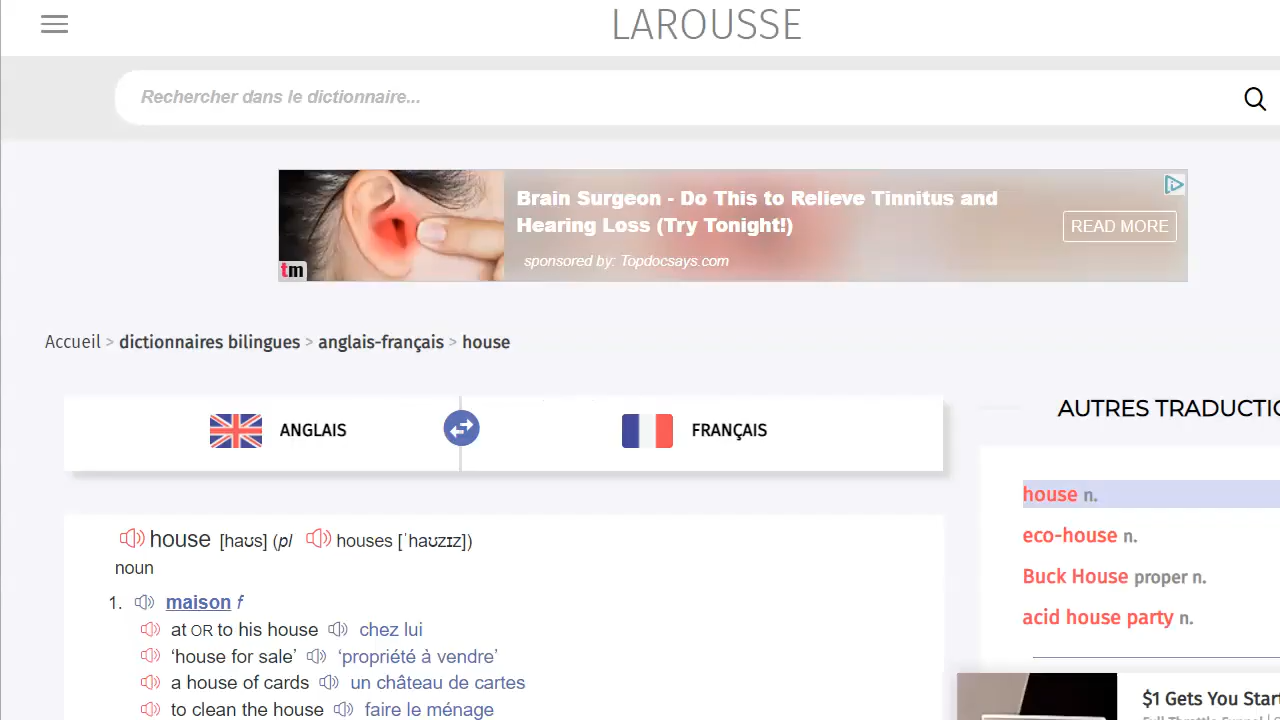 LAROUSSE
Rechercher dans le dictionnaire...
Brain Surgeon - Do This to Relieve Tinnitus and
Hearing Loss (Try Tonight!)
READ MORE
sponsored by: Topdocsays.com
tm
Accueil > dictionnaires bilingues > anglais-français > house
ANGLAIS
FRANÇAIS
house [haʊs] (pl houses [ˈhaʊzɪz])
noun
1. maison f
at OR to his house chez lui
‘house for sale’ ‘propriété à vendre’
a house of cards un château de cartes
to clean the house faire le ménage
AUTRES TRADUCTIO
house n.
eco-house n.
Buck House proper n.
acid house party n.
$1 Gets You Start